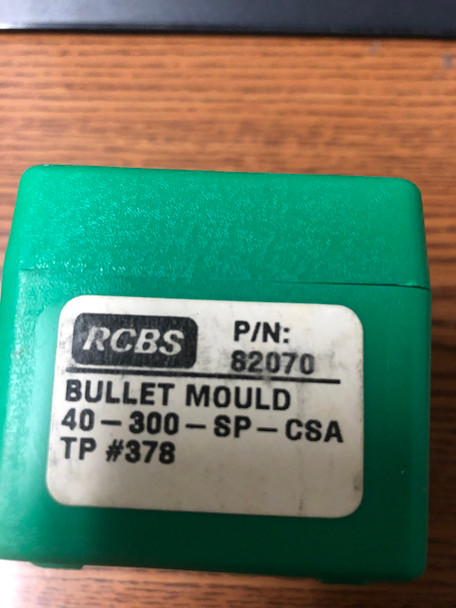 RCBS
P/N:
82070
BULLET MOULD
40-300-SP-CSA
TP #378